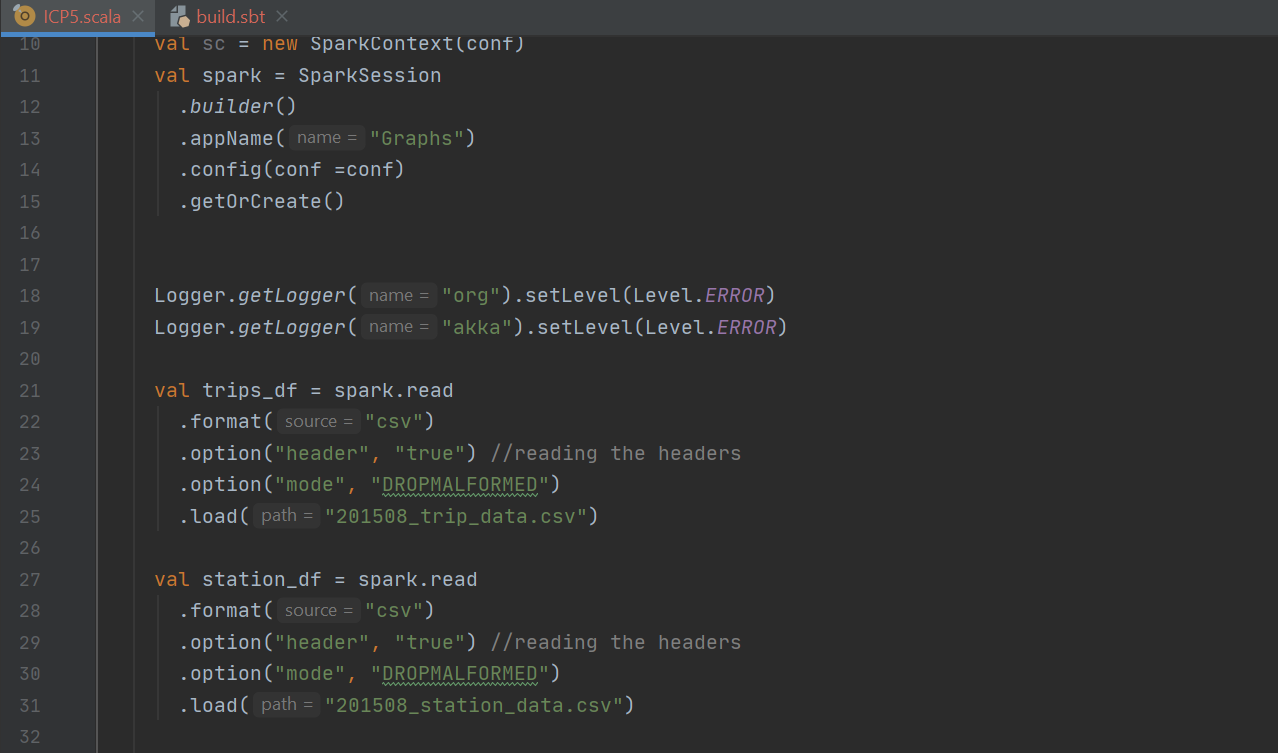 ICP5.scala build.sbt
10 val sc = new SparkContext(conf)
11 val spark = SparkSession
12 .builder()
13 .appName( name = "Graphs")
14 .config(conf =conf)
15 .getOrCreate()
16
17
18 Logger.getLogger( name = "org").setLevel(Level.ERROR)
19 Logger.getLogger( name = "akka").setLevel(Level.ERROR)
20
21 val trips_df = spark.read
22 .format( source = "csv")
23 .option("header", "true") //reading the headers
24 .option("mode", "DROPMALFORMED")
25 .load( path = "201508_trip_data.csv")
26
27 val station_df = spark.read
28 .format( source = "csv")
29 .option("header", "true") //reading the headers
30 .option("mode", "DROPMALFORMED")
31 .load( path = "201508_station_data.csv")
32